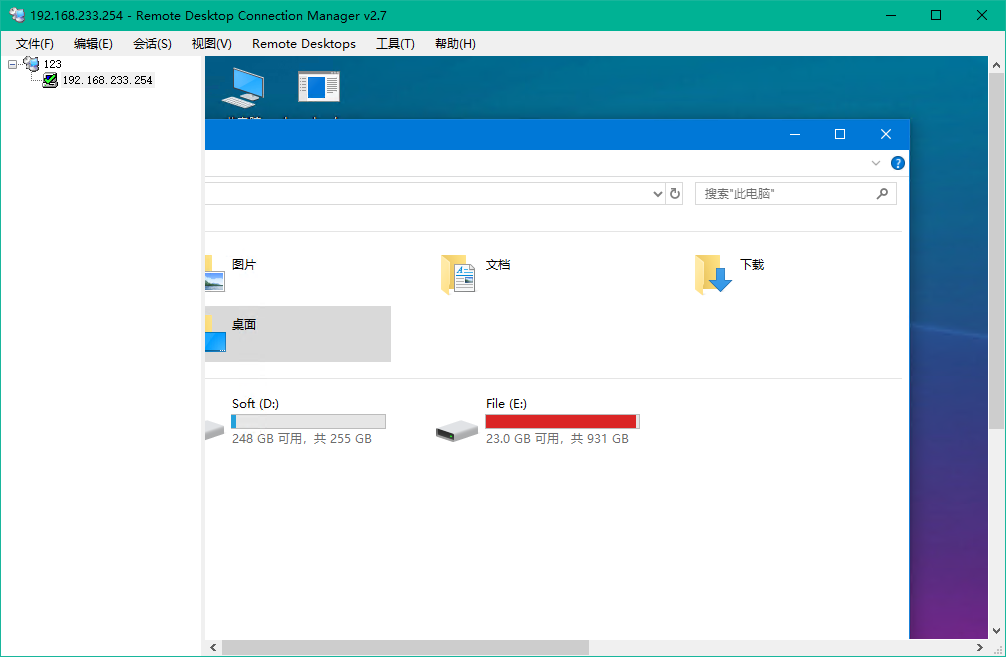 192.168.233.254 - Remote Desktop Connection Manager v2.7
文件(F) 编辑(E) 会话(S) 视图(V) Remote Desktops 工具(T) 帮助(H)
123
192.168.233.254
搜索"此电脑"
图片 文档 下载
桌面
Soft (D:) File (E:)
248 GB 可用，共 255 GB 23.0 GB 可用，共 931 GB